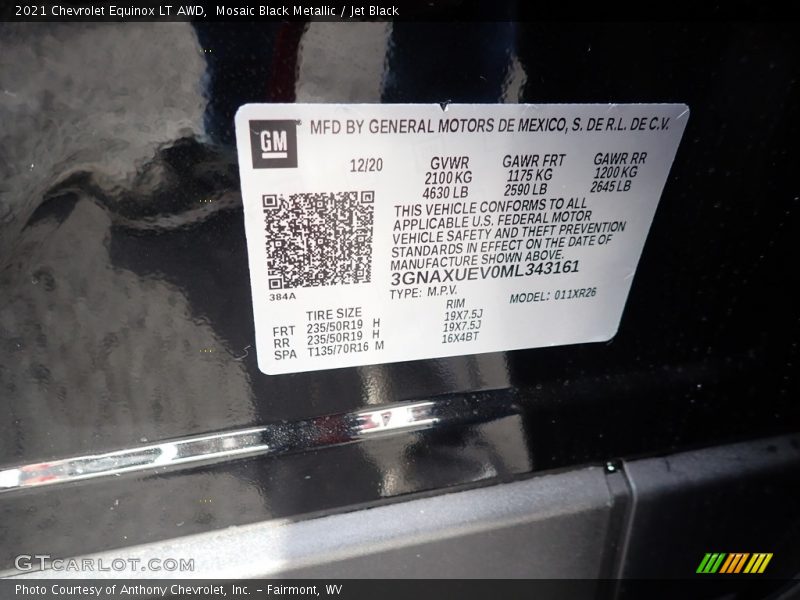 2021 Chevrolet Equinox LT AWD, Mosaic Black Metallic / Jet Black
GM
MFD BY GENERAL MOTORS DE MEXICO, S. DE R.L. DE C.V.
12/20 GVWR GAWR FRT GAWR RR
2100 KG 1175 KG 1200 KG
4630 LB 2590 LB 2645 LB
THIS VEHICLE CONFORMS TO ALL
APPLICABLE U.S. FEDERAL MOTOR
VEHICLE SAFETY AND THEFT PREVENTION
STANDARDS IN EFFECT ON THE DATE OF
MANUFACTURE SHOWN ABOVE.
3GNAXUEV0ML343161
384A
TYPE: M.P.V. MODEL: 011XR26
TIRE SIZE RIM
FRT 235/50R19 H 19X7.5J
RR 235/50R19 H 19X7.5J
SPA T135/70R16 M 16X4BT
GTCARLOT.COM
Photo Courtesy of Anthony Chevrolet, Inc. – Fairmont, WV